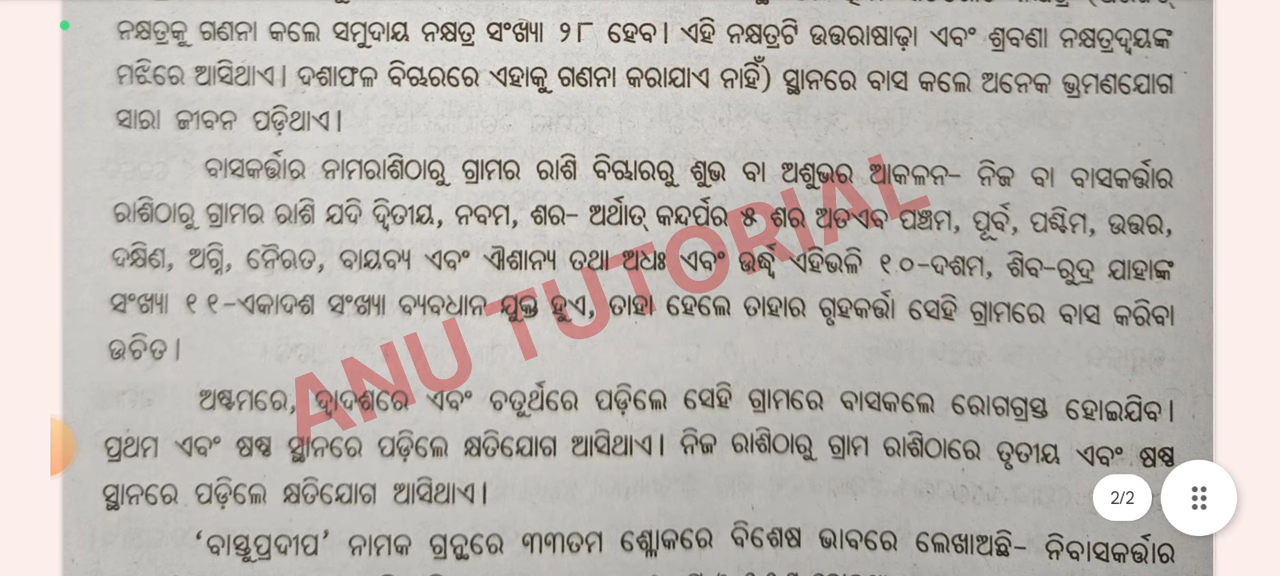 ନକ୍ଷତ୍ରକୁ ଗଣନା କଲେ ସମୁଦାୟ ନକ୍ଷତ୍ର ସଂଖ୍ୟା ୨୮ ହେବ। ଏହି ନକ୍ଷତ୍ରଟି ଉତ୍ତରାଷାଢ଼ା ଏବଂ ଶ୍ରବଣା ନକ୍ଷତ୍ରଦ୍ୱୟଙ୍କ
ମଝିରେ ଆସିଥାଏ। ଦଶାଫଳ ବିଚାରରେ ଏହାକୁ ଗଣନା କରାଯାଏ ନାହିଁ) ସ୍ଥାନରେ ବାସ କଲେ ଅନେକ ଭ୍ରମଣଯୋଗ
ସାରା ଜୀବନ ପଡ଼ିଥାଏ।
ବାସକର୍ତ୍ତାର ନାମରାଶିଠାରୁ ଗ୍ରାମର ରାଶି ବିଚାରରୁ ଶୁଭ ବା ଅଶୁଭର ଆକଳନ- ନିଜ ବା ବାସକର୍ତ୍ତାର
ରାଶିଠାରୁ ଗ୍ରାମର ରାଶି ଯଦି ଦ୍ୱିତୀୟ, ନବମ, ଶର- ଅର୍ଥାତ୍ କନ୍ଦର୍ପର ୫ ଶର ଅତଏବ ପଞ୍ଚମ, ପୂର୍ବ, ପଶ୍ଚିମ, ଉତ୍ତର,
ଦକ୍ଷିଣ, ଅଗ୍ନି, ନୈରତ, ବାୟବ୍ୟ ଏବଂ ଐଶାନ୍ୟ ତଥା ଅଧଃ ଏବଂ ଉର୍ଦ୍ଧ୍ୱ ଏହିଭଳି ୧୦-ଦଶମ, ଶିବ-ରୁଦ୍ର ଯାହାଙ୍କ
ସଂଖ୍ୟା ୧୧-ଏକାଦଶ ସଂଖ୍ୟା ବ୍ୟବଧାନ ଯୁକ୍ତ ହୁଏ, ତାହା ହେଲେ ତାହାର ଗୃହକର୍ତ୍ତା ସେହି ଗ୍ରାମରେ ବାସ କରିବା
ଉଚିତ।
ଅଷ୍ଟମରେ, ଦ୍ୱାଦଶରେ ଏବଂ ଚତୁର୍ଥରେ ପଡ଼ିଲେ ସେହି ଗ୍ରାମରେ ବାସକଲେ ରୋଗଗ୍ରସ୍ତ ହୋଇଯିବ।
ପ୍ରଥମ ଏବଂ ଷଷ୍ଠ ସ୍ଥାନରେ ପଡ଼ିଲେ କ୍ଷତିଯୋଗ ଆସିଥାଏ। ନିଜ ରାଶିଠାରୁ ଗ୍ରାମ ରାଶିଠାରେ ତୃତୀୟ ଏବଂ ଷଷ୍ଠ
ସ୍ଥାନରେ ପଡ଼ିଲେ କ୍ଷତିଯୋଗ ଆସିଥାଏ।
‘ବାସ୍ତୁପ୍ରଦୀପ’ ନାମକ ଗ୍ରନ୍ଥରେ ୩୩ତମ ଶ୍ଳୋକରେ ବିଶେଷ ଭାବରେ ଲେଖାଅଛି- ନିବାସକର୍ତ୍ତାର
ANU TUTORIAL
2/2